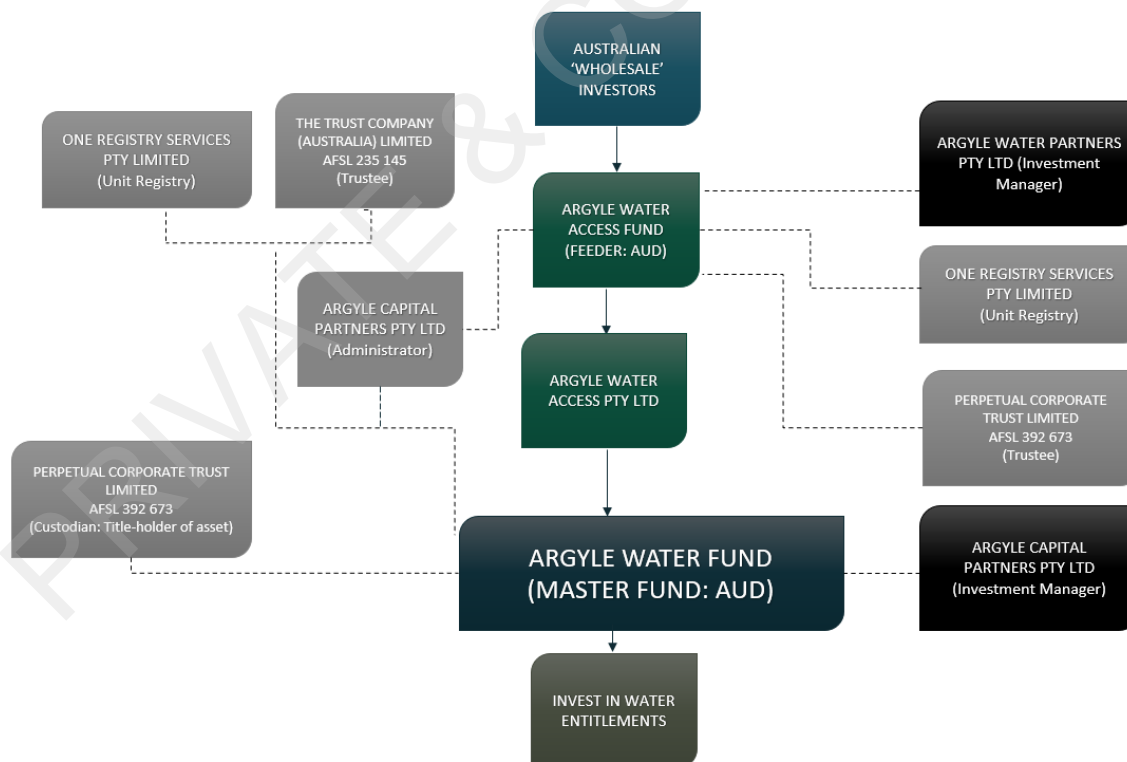 AUSTRALIAN
‘WHOLESALE’
INVESTORS
ONE REGISTRY SERVICES
PTY LIMITED
(Unit Registry)
THE TRUST COMPANY
(AUSTRALIA) LIMITED
AFSL 235 145
(Trustee)
ARGYLE WATER PARTNERS
PTY LTD (Investment
Manager)
ARGYLE WATER
ACCESS FUND
(FEEDER: AUD)
ONE REGISTRY SERVICES
PTY LIMITED
(Unit Registry)
ARGYLE CAPITAL
PARTNERS PTY LTD
(Administrator)
ARGYLE WATER
ACCESS PTY LTD
PERPETUAL CORPORATE
TRUST LIMITED
AFSL 392 673
(Trustee)
PERPETUAL CORPORATE TRUST
LIMITED
AFSL 392 673
(Custodian: Title-holder of asset)
ARGYLE WATER FUND
(MASTER FUND: AUD)
ARGYLE CAPITAL
PARTNERS PTY LTD
(Investment Manager)
INVEST IN WATER
ENTITLEMENTS
PRIVATE &